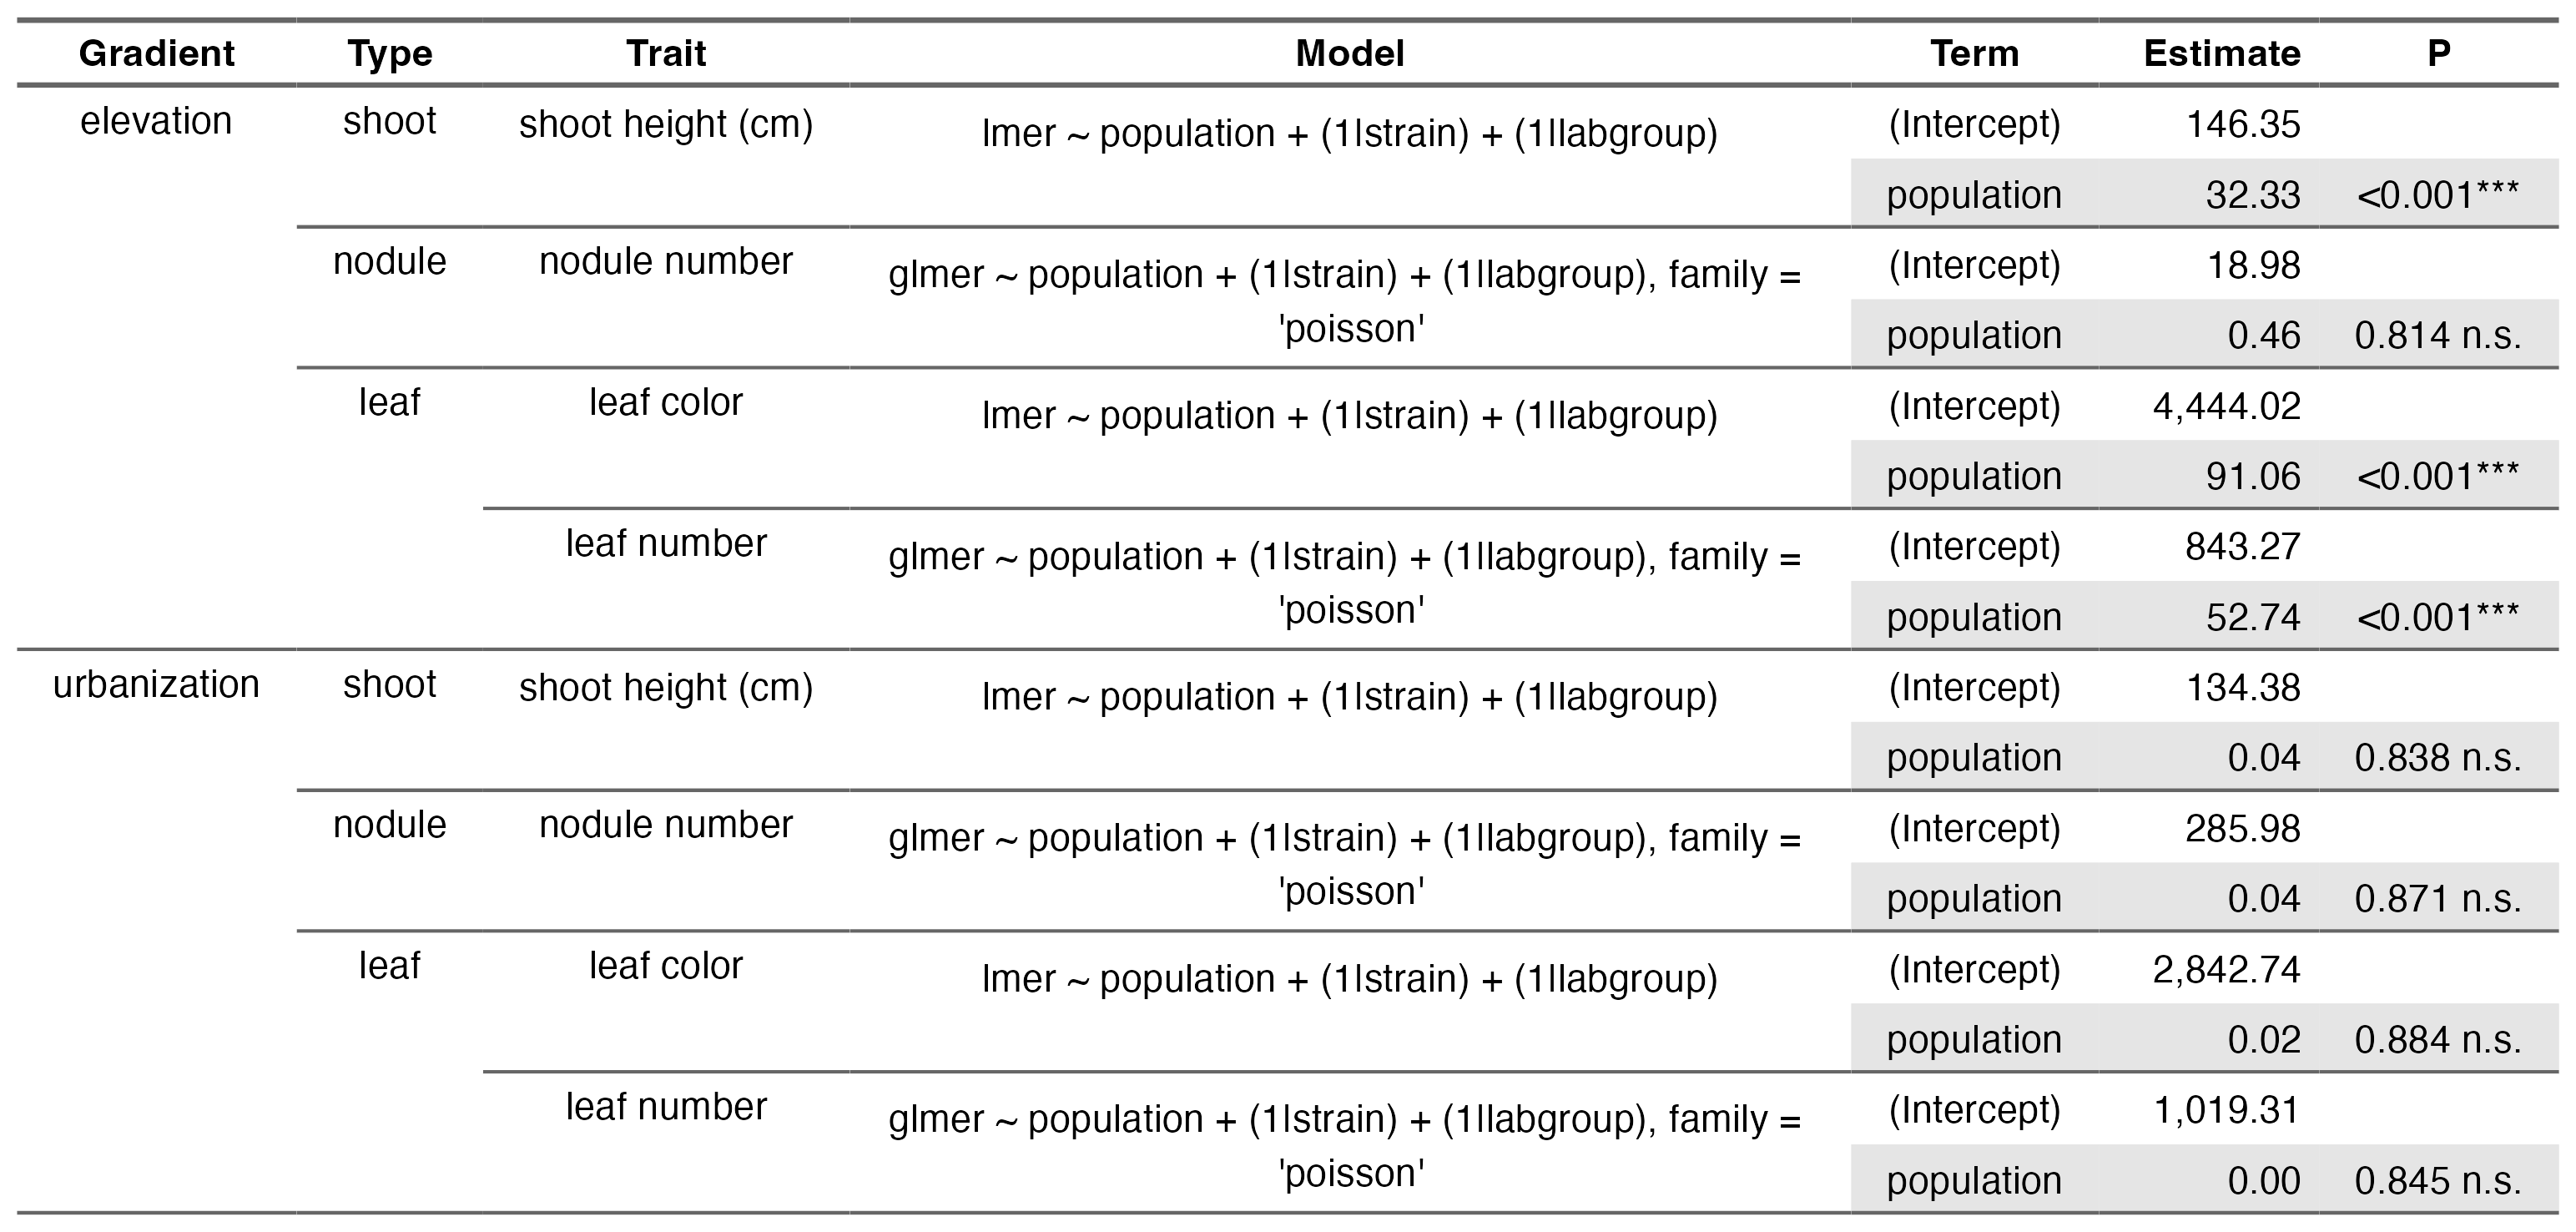 Gradient Type Trait Model Term Estimate P
elevation shoot shoot height (cm) lmer ~ population + (1|strain) + (1|labgroup) (Intercept) 146.35
population 32.33 <0.001***
nodule nodule number glmer ~ population + (1|strain) + (1|labgroup), family = (Intercept) 18.98
'poisson' population 0.46 0.814 n.s.
leaf leaf color lmer ~ population + (1|strain) + (1|labgroup) (Intercept) 4,444.02
population 91.06 <0.001***
leaf number glmer ~ population + (1|strain) + (1|labgroup), family = (Intercept) 843.27
'poisson' population 52.74 <0.001***
urbanization shoot shoot height (cm) lmer ~ population + (1|strain) + (1|labgroup) (Intercept) 134.38
population 0.04 0.838 n.s.
nodule nodule number glmer ~ population + (1|strain) + (1|labgroup), family = (Intercept) 285.98
'poisson' population 0.04 0.871 n.s.
leaf leaf color lmer ~ population + (1|strain) + (1|labgroup) (Intercept) 2,842.74
population 0.02 0.884 n.s.
leaf number glmer ~ population + (1|strain) + (1|labgroup), family = (Intercept) 1,019.31
'poisson' population 0.00 0.845 n.s.